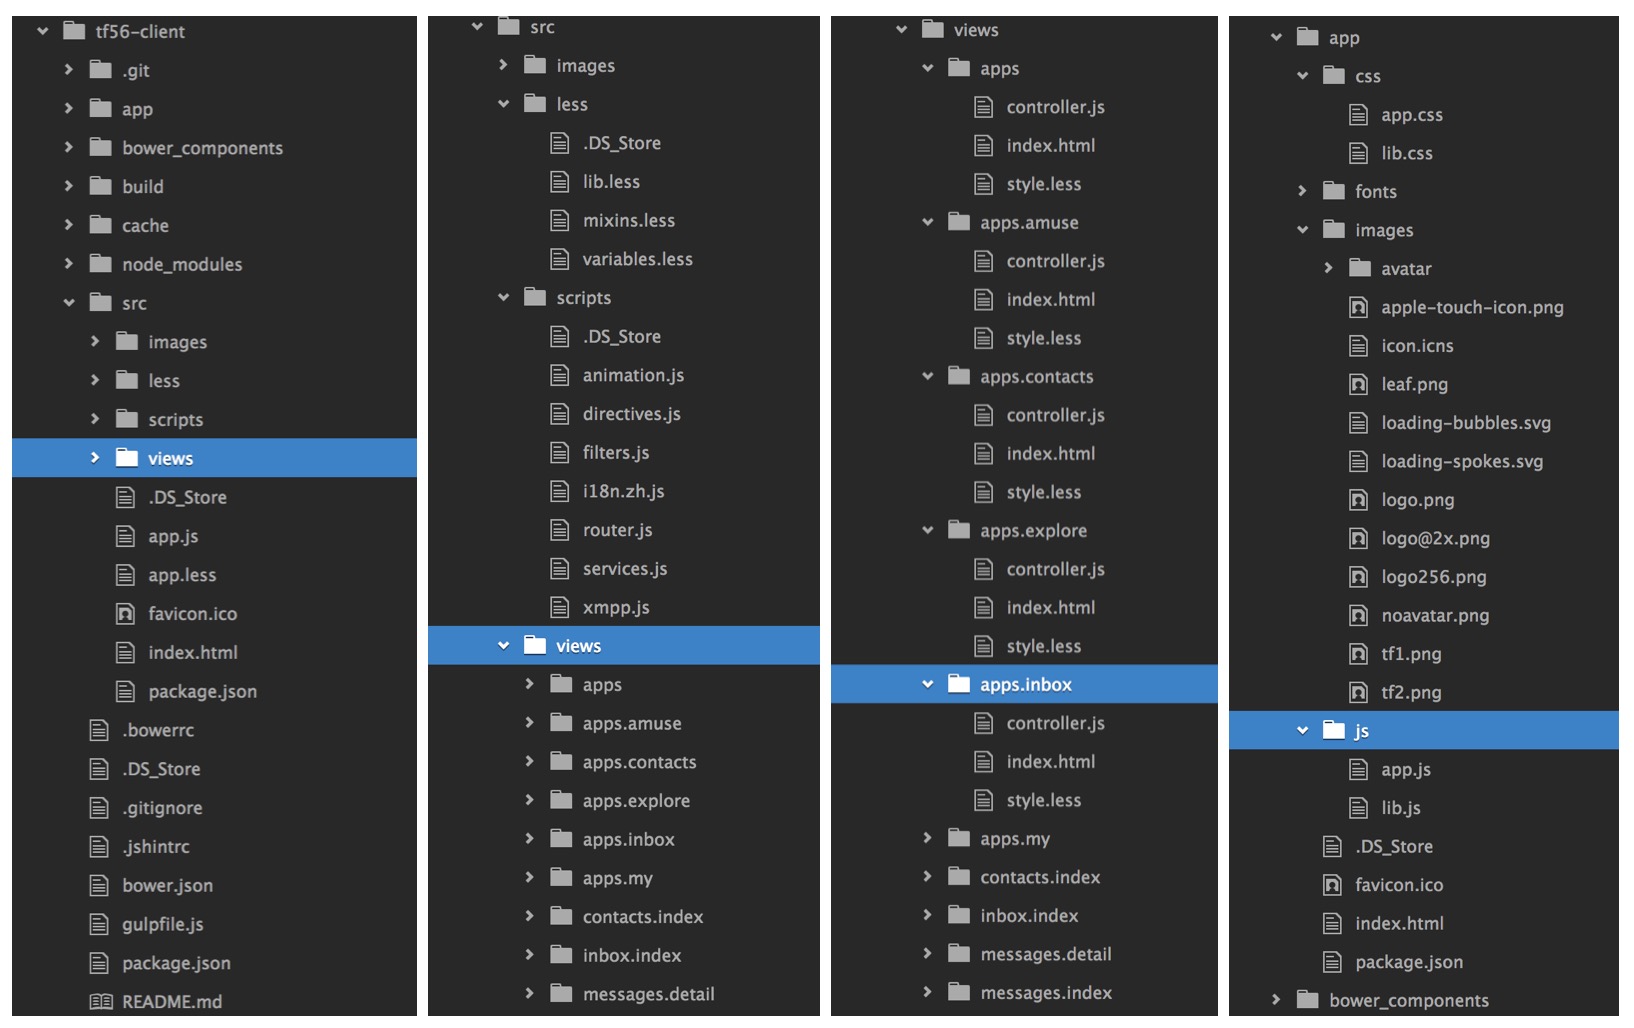 tf56-client
.git
app
bower_components
build
cache
node_modules
src
images
less
scripts
views
.DS_Store
app.js
app.less
favicon.ico
index.html
package.json
.bowerrc
.DS_Store
.gitignore
.jshintrc
bower.json
gulpfile.js
package.json
README.md
src
images
less
.DS_Store
lib.less
mixins.less
variables.less
scripts
.DS_Store
animation.js
directives.js
filters.js
i18n.zh.js
router.js
services.js
xmpp.js
views
apps
apps.amuse
apps.contacts
apps.explore
apps.inbox
apps.my
contacts.index
inbox.index
messages.detail
views
apps
controller.js
index.html
style.less
apps.amuse
controller.js
index.html
style.less
apps.contacts
controller.js
index.html
style.less
apps.explore
controller.js
index.html
style.less
apps.inbox
controller.js
index.html
style.less
apps.my
contacts.index
inbox.index
messages.detail
messages.index
app
css
app.css
lib.css
fonts
images
avatar
apple-touch-icon.png
icon.icns
leaf.png
loading-bubbles.svg
loading-spokes.svg
logo.png
logo@2x.png
logo256.png
noavatar.png
tf1.png
tf2.png
js
app.js
lib.js
.DS_Store
favicon.ico
index.html
package.json
bower_components